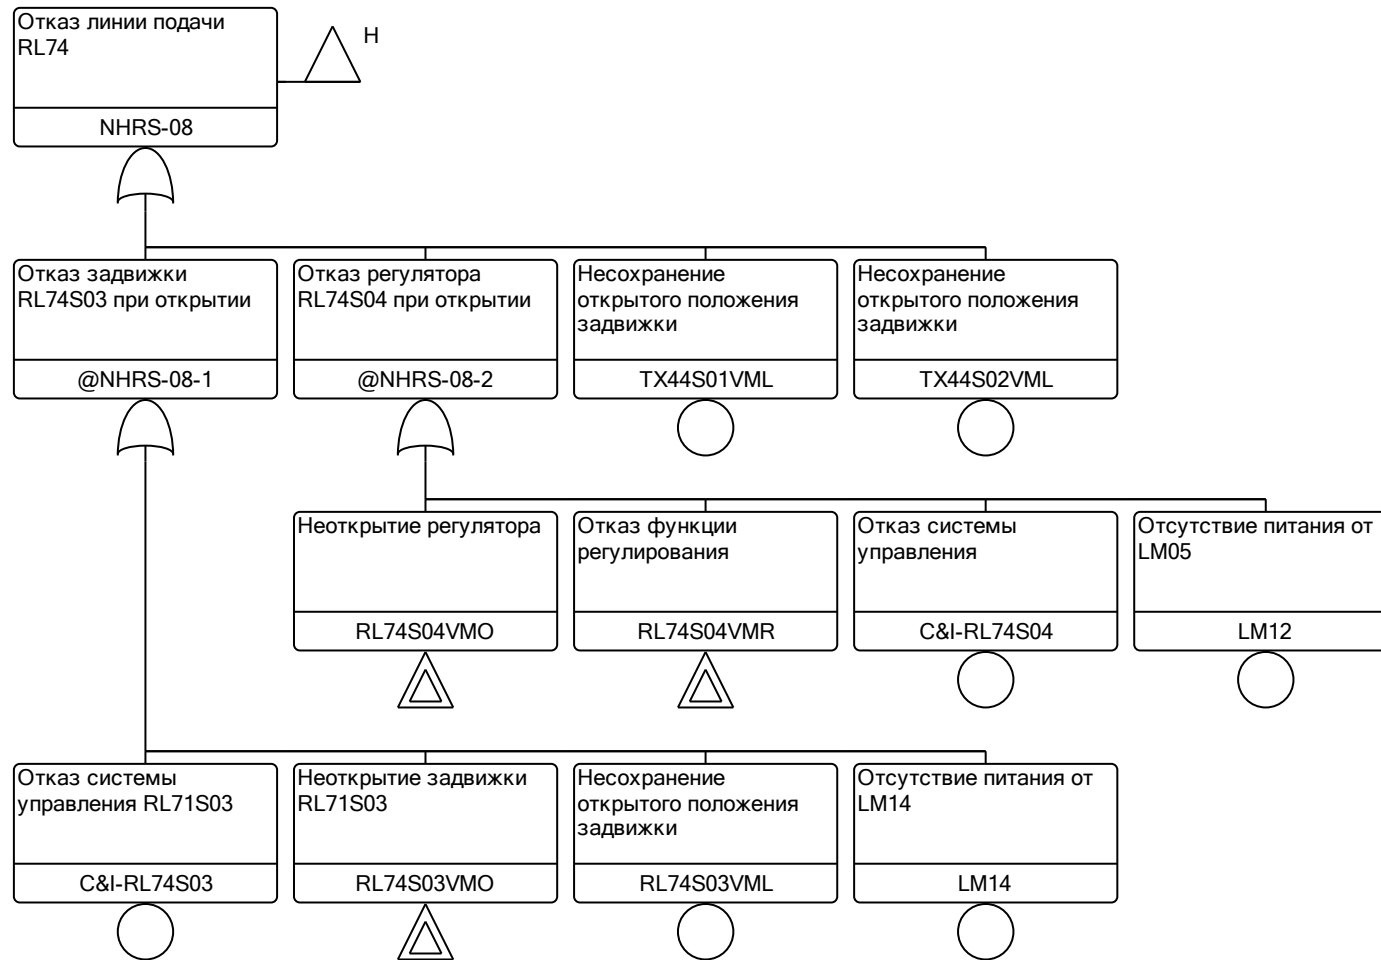 Отказ линии подачи
RL74
H
NHRS-08
Отказ задвижки
RL74S03 при открытии
@NHRS-08-1
Отказ регулятора
RL74S04 при открытии
@NHRS-08-2
Несохранение
открытого положения
задвижки
TX44S01VML
Несохранение
открытого положения
задвижки
TX44S02VML
Неоткрытие регулятора
RL74S04VMO
Отказ функции
регулирования
RL74S04VMR
Отказ системы
управления
C&I-RL74S04
Отсутствие питания от
LM05
LM12
Отказ системы
управления RL71S03
C&I-RL74S03
Неоткрытие задвижки
RL71S03
RL74S03VMO
Несохранение
открытого положения
задвижки
RL74S03VML
Отсутствие питания от
LM14
LM14